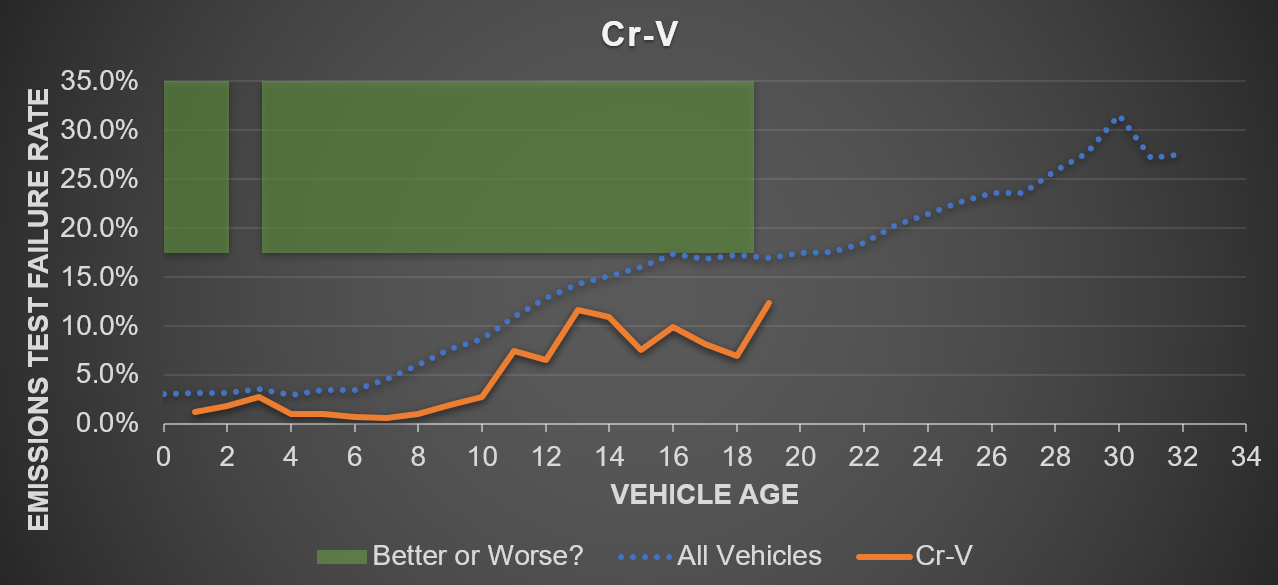 Cr-V
EMISSIONS TEST FAILURE RATE
35.0%
30.0%
25.0%
20.0%
15.0%
10.0%
5.0%
0.0%
0 2 4 6 8 10 12 14 16 18 20 22 24 26 28 30 32 34
VEHICLE AGE
Better or Worse? All Vehicles Cr-V